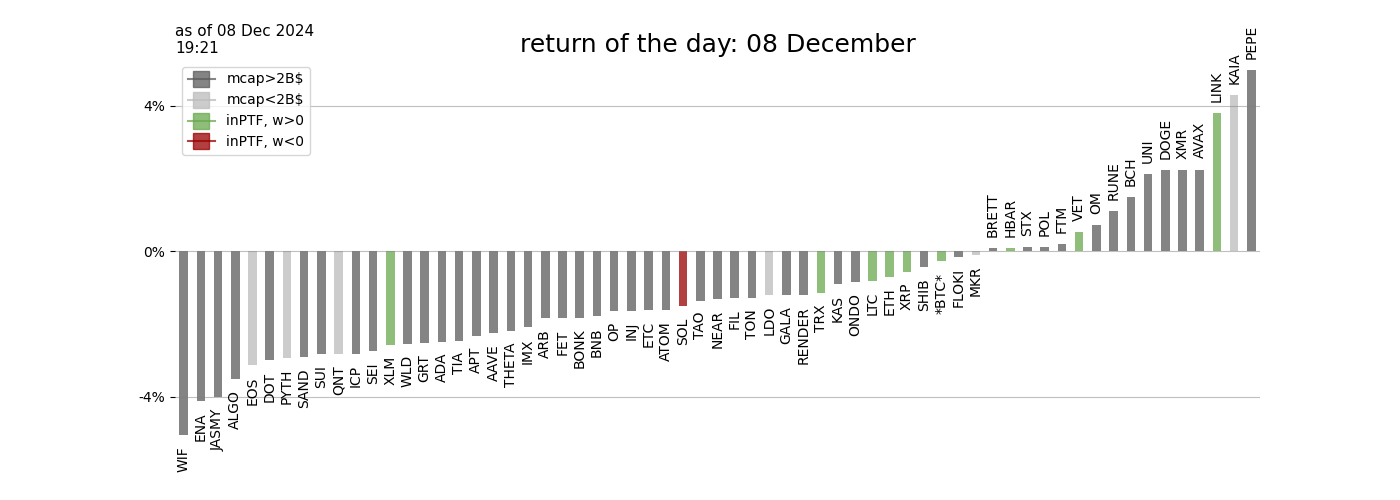 as of 08 Dec 2024
19:21
return of the day: 08 December
mcap>2B$
mcap<2B$
inPTF, w>0
inPTF, w<0
4%
0%
-4%
WIF
ENA
JASMY
ALGO
EOS
DOT
PYTH
SAND
SUI
QNT
ICP
SEI
XLM
WLD
GRT
ADA
TIA
APT
AAVE
THETA
IMX
ARB
FET
BONK
BNB
OP
INJ
ETC
ATOM
SOL
TAO
NEAR
FIL
TON
LDO
GALA
RENDER
TRX
KAS
ONDO
LTC
ETH
XRP
SHIB
*BTC*
FLOKI
MKR
BRETT
HBAR
STX
POL
FTM
VET
OM
RUNE
BCH
UNI
DOGE
XMR
AVAX
LINK
KAIA
PEPE